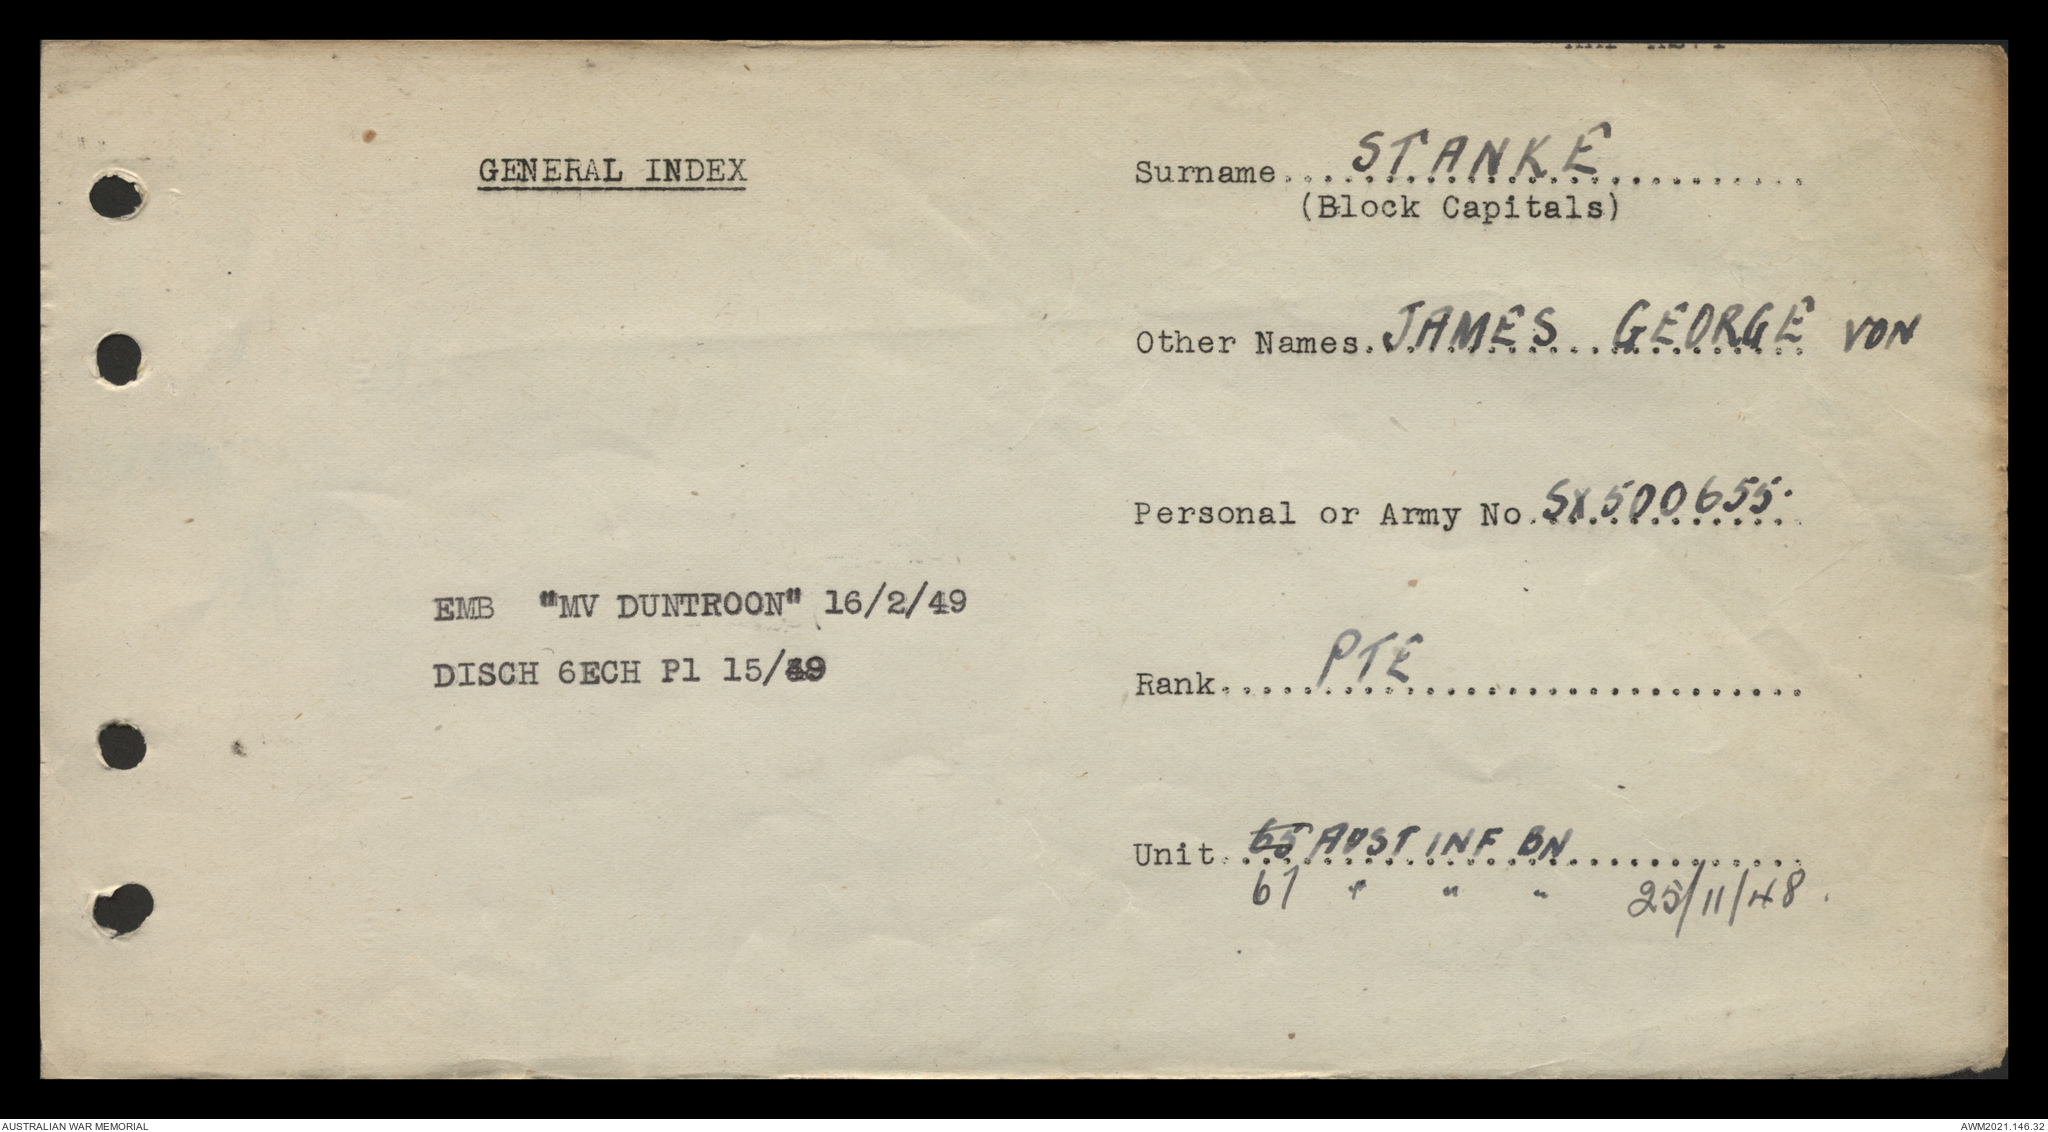 GENERAL INDEX
Surname STANKE
(Block Capitals)
Other Names JAMES GEORGE VON
Personal or Army No SX500655
Rank PTE
Unit 65 AUST INF BN
67 " " " 25/11/48.
EMB "MV DUNTROON" 16/2/49
DISCH 6ECH Pl 15/49
AUSTRALIAN WAR MEMORIAL
AWM2021.146.32